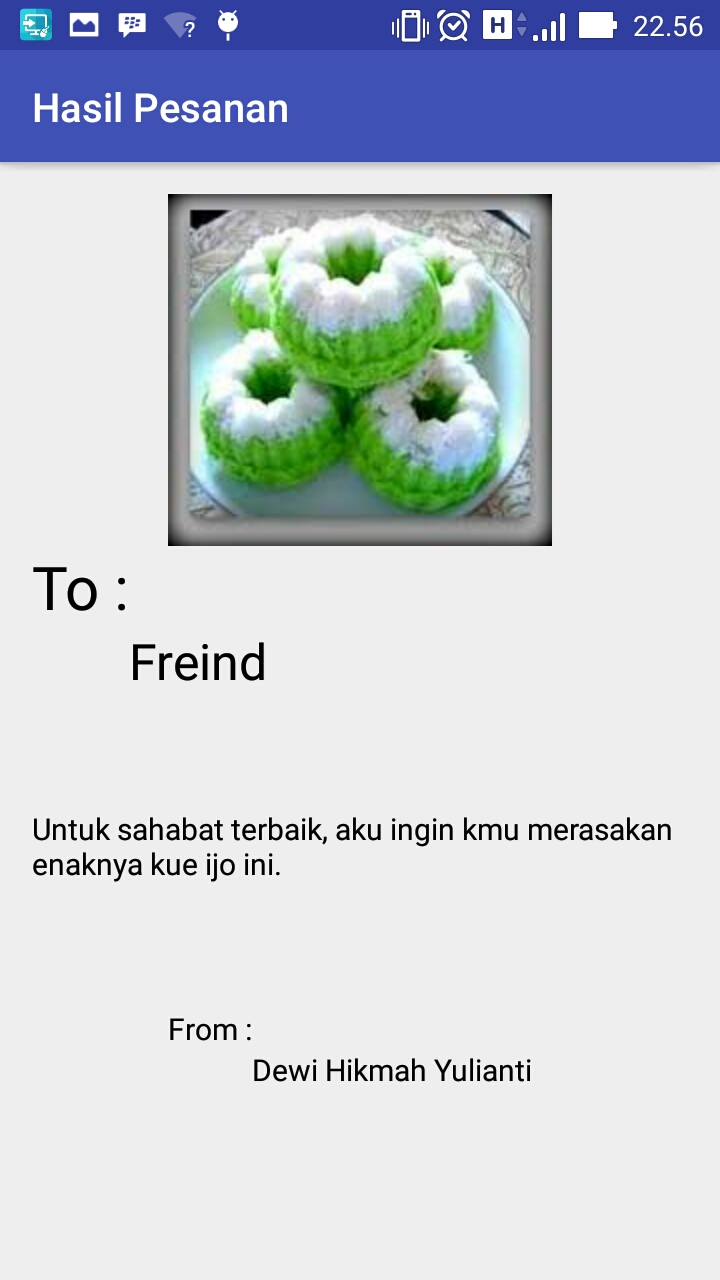 22.56
Hasil Pesanan
To :
Freind
Untuk sahabat terbaik, aku ingin kmu merasakan
enaknya kue ijo ini.
From :
Dewi Hikmah Yulianti